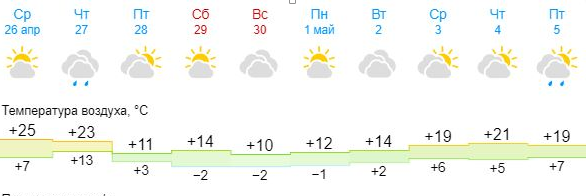 Ср Чт Пт Сб Вс Пн Вт Ср Чт Пт
26 апр 27 28 29 30 1 май 2 3 4 5
Температура воздуха, °C
+25 +23 +11 +14 +10 +12 +14 +19 +21 +19
+7 +13 +3 −2 −2 −1 +2 +6 +5 +7